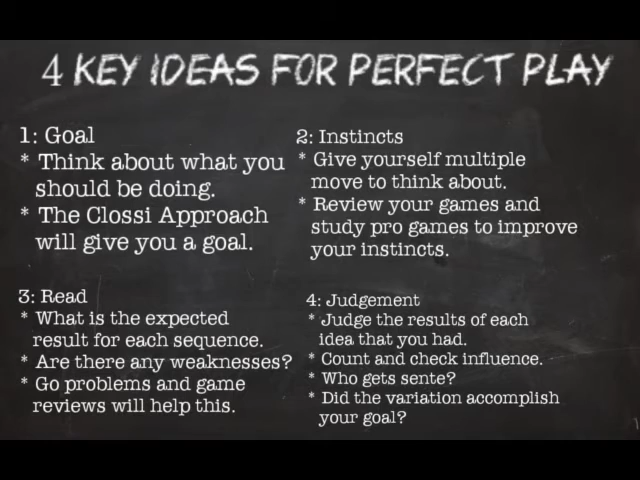 4 KEY IDEAS FOR PERFECT PLAY
1: Goal
* Think about what you
should be doing.
* The Clossi Approach
will give you a goal.
2: Instincts
* Give yourself multiple
move to think about.
* Review your games and
study pro games to improve
your instincts.
3: Read
* What is the expected
result for each sequence.
* Are there any weaknesses?
* Go problems and game
reviews will help this.
4: Judgement
* Judge the results of each
idea that you had.
* Count and check influence.
* Who gets sente?
* Did the variation accomplish
your goal?